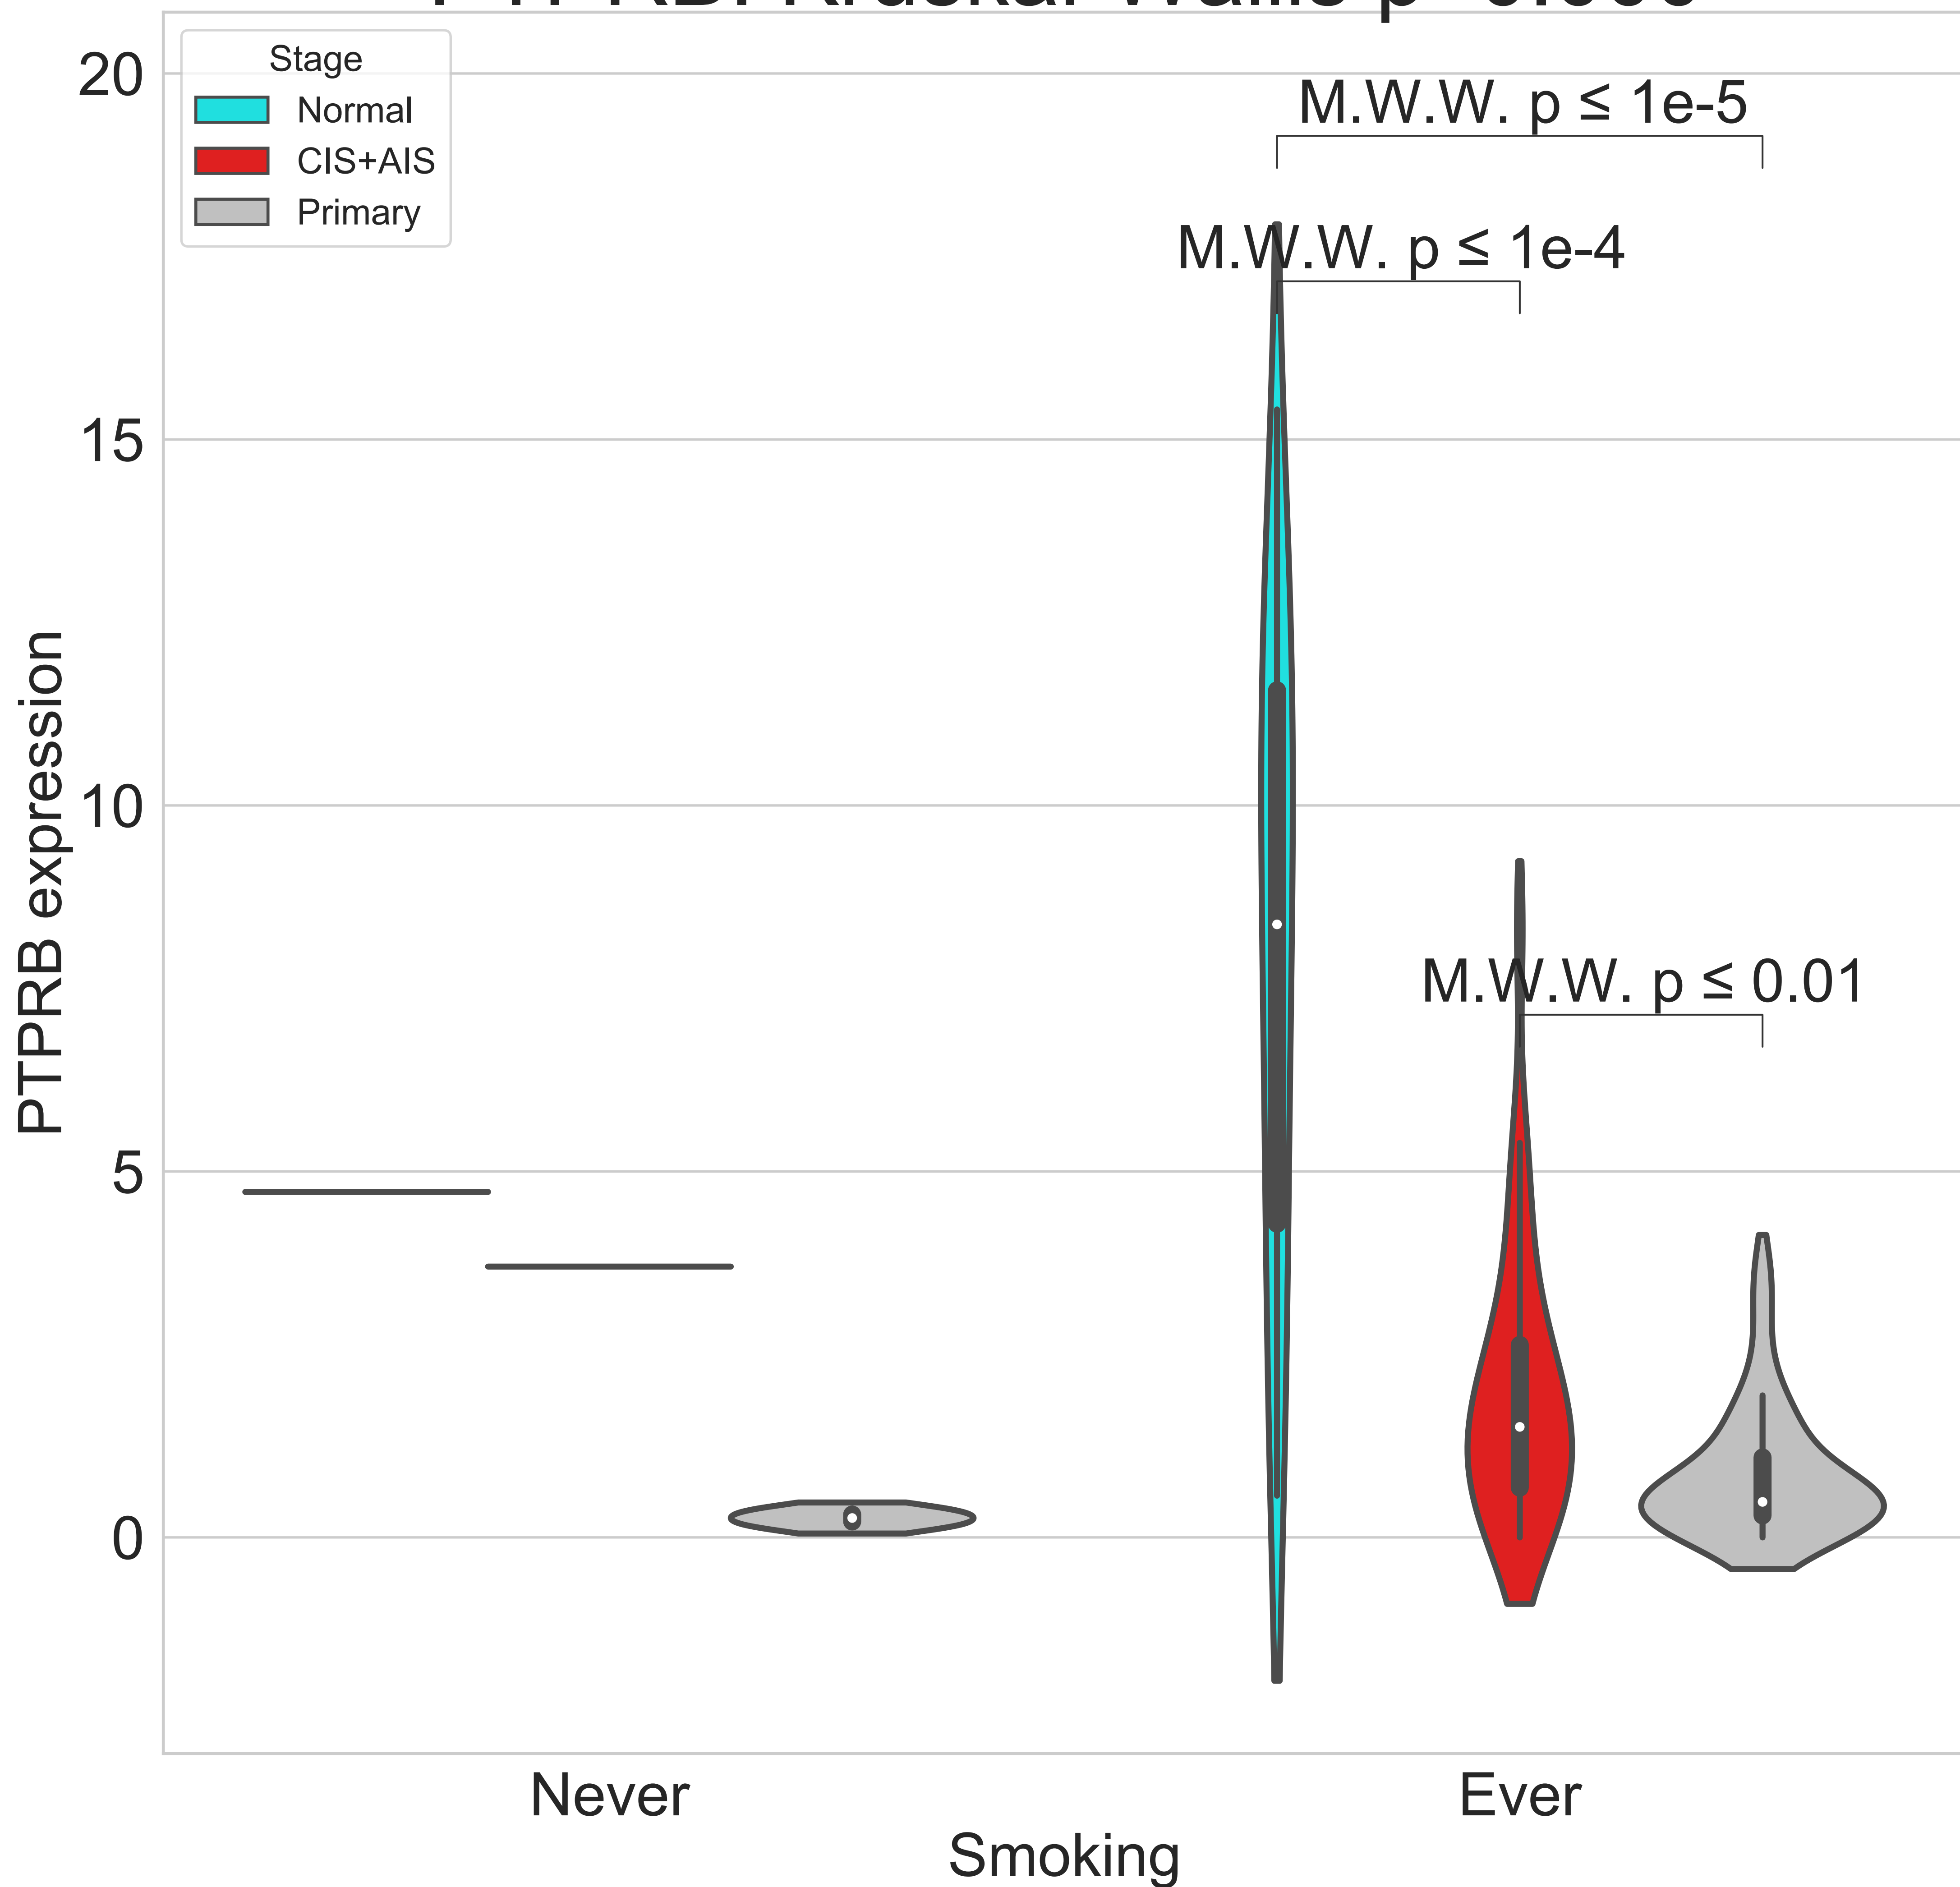 20
Stage
Normal
CIS+AIS
Primary
M.W.W. p ≤ 1e-5
M.W.W. p ≤ 1e-4
15
PTPRB expression
10
M.W.W. p ≤ 0.01
5
0
Never
Ever
Smoking